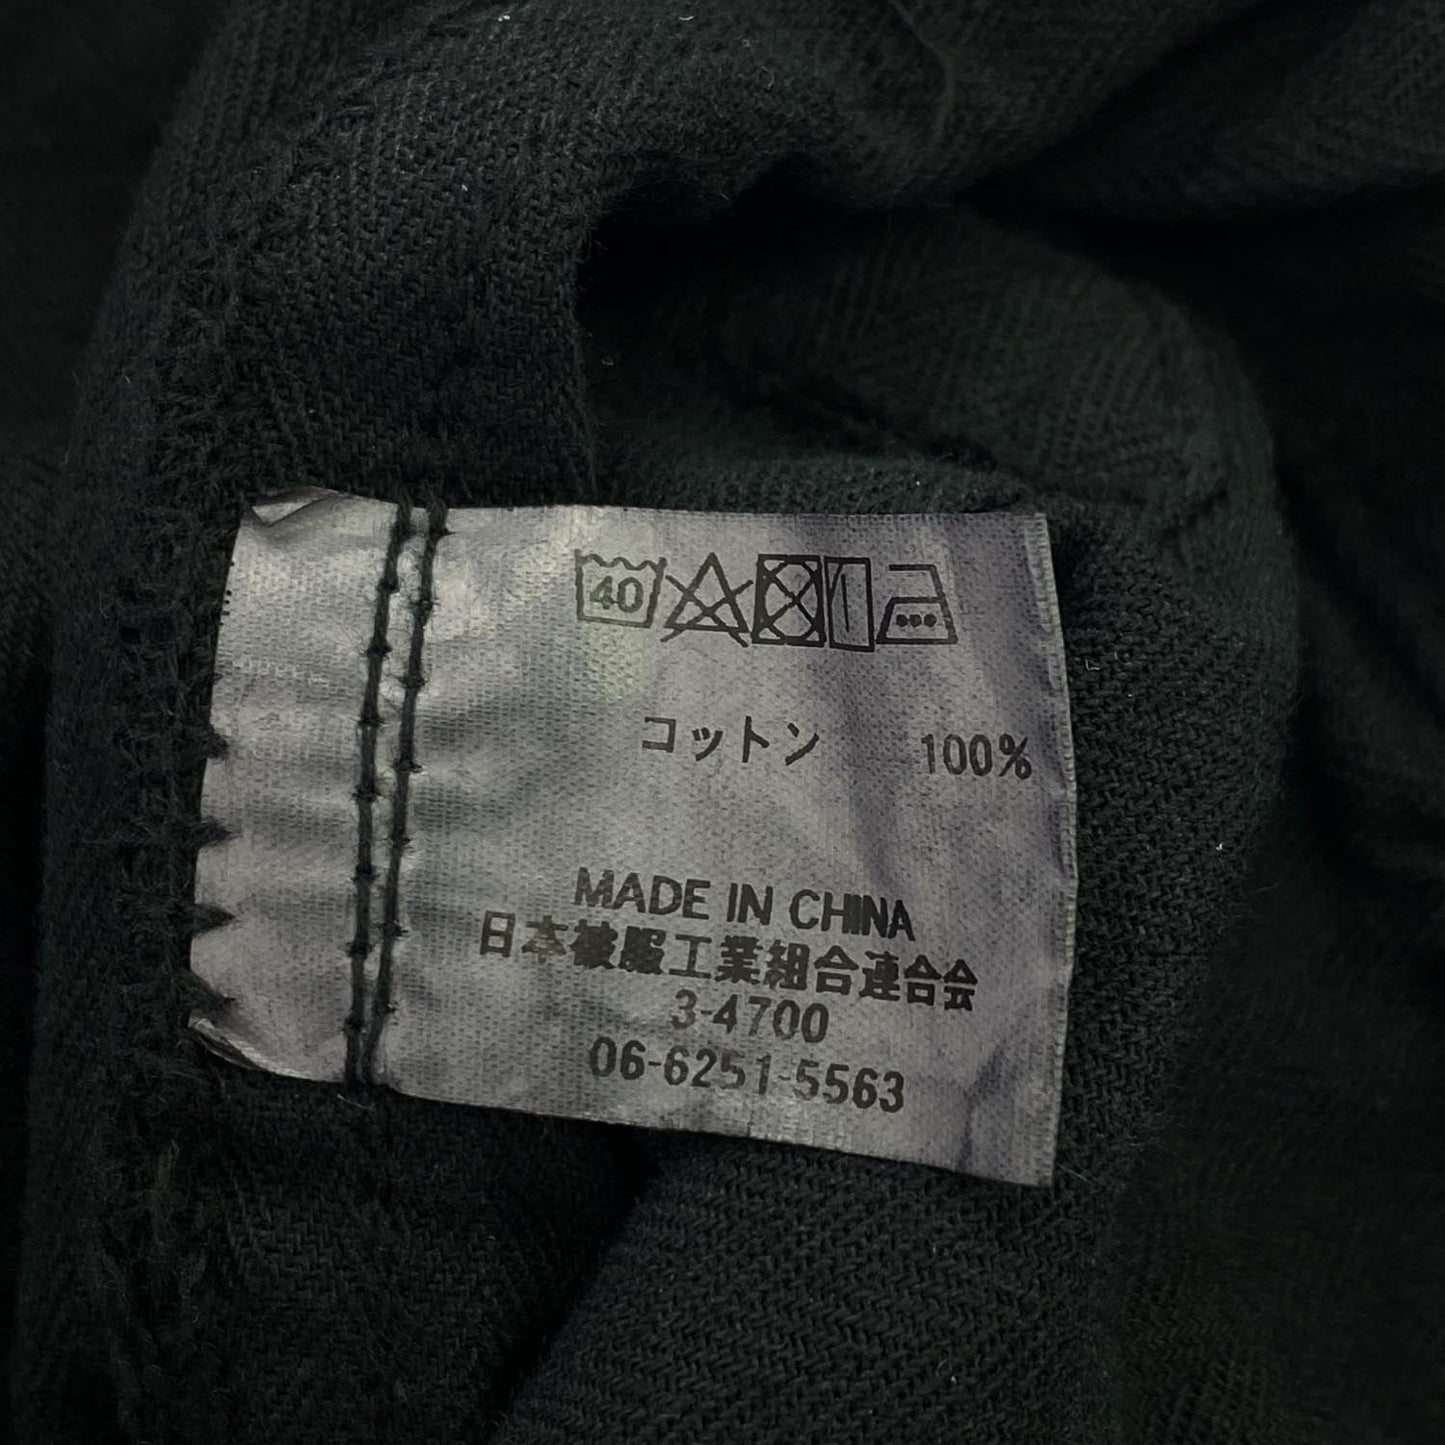 40
コットン 100%
MADE IN CHINA
日本被服工業組合連合会
3-4700
06-6251-5563